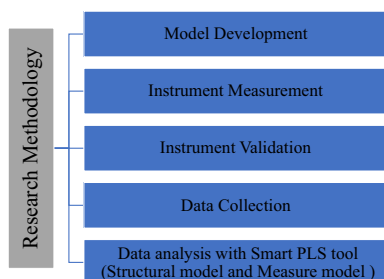 Research Methodology
Model Development
Instrument Measurement
Instrument Validation
Data Collection
Data analysis with Smart PLS tool
(Structural model and Measure model )